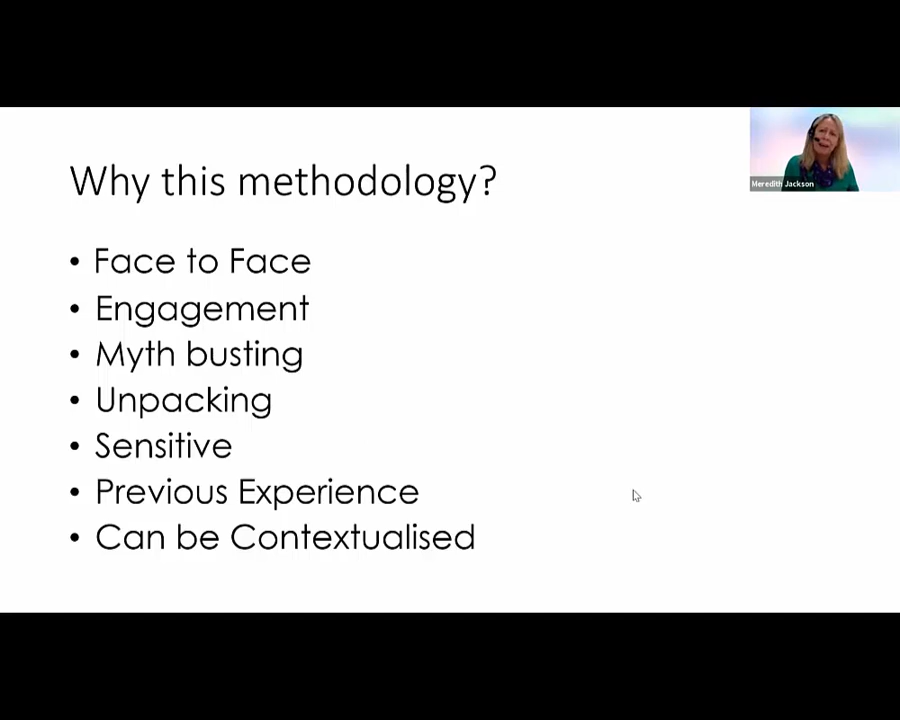 Why this methodology?
Meredith Jackson
• Face to Face
• Engagement
• Myth busting
• Unpacking
• Sensitive
• Previous Experience
• Can be Contextualised